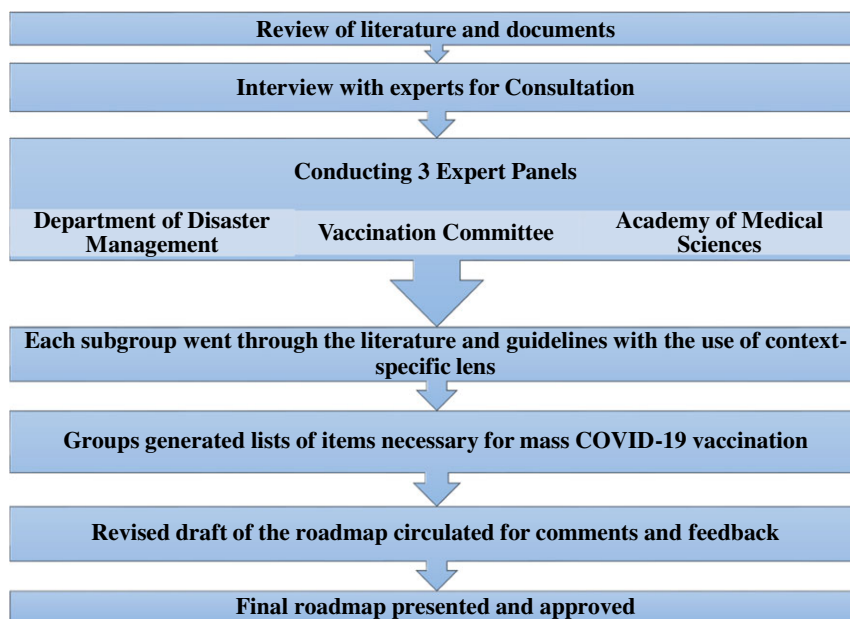 Review of literature and documents
Interview with experts for Consultation
Conducting 3 Expert Panels
Department of Disaster
Management
Vaccination Committee
Academy of Medical
Sciences
Each subgroup went through the literature and guidelines with the use of context-
specific lens
Groups generated lists of items necessary for mass COVID-19 vaccination
Revised draft of the roadmap circulated for comments and feedback
Final roadmap presented and approved